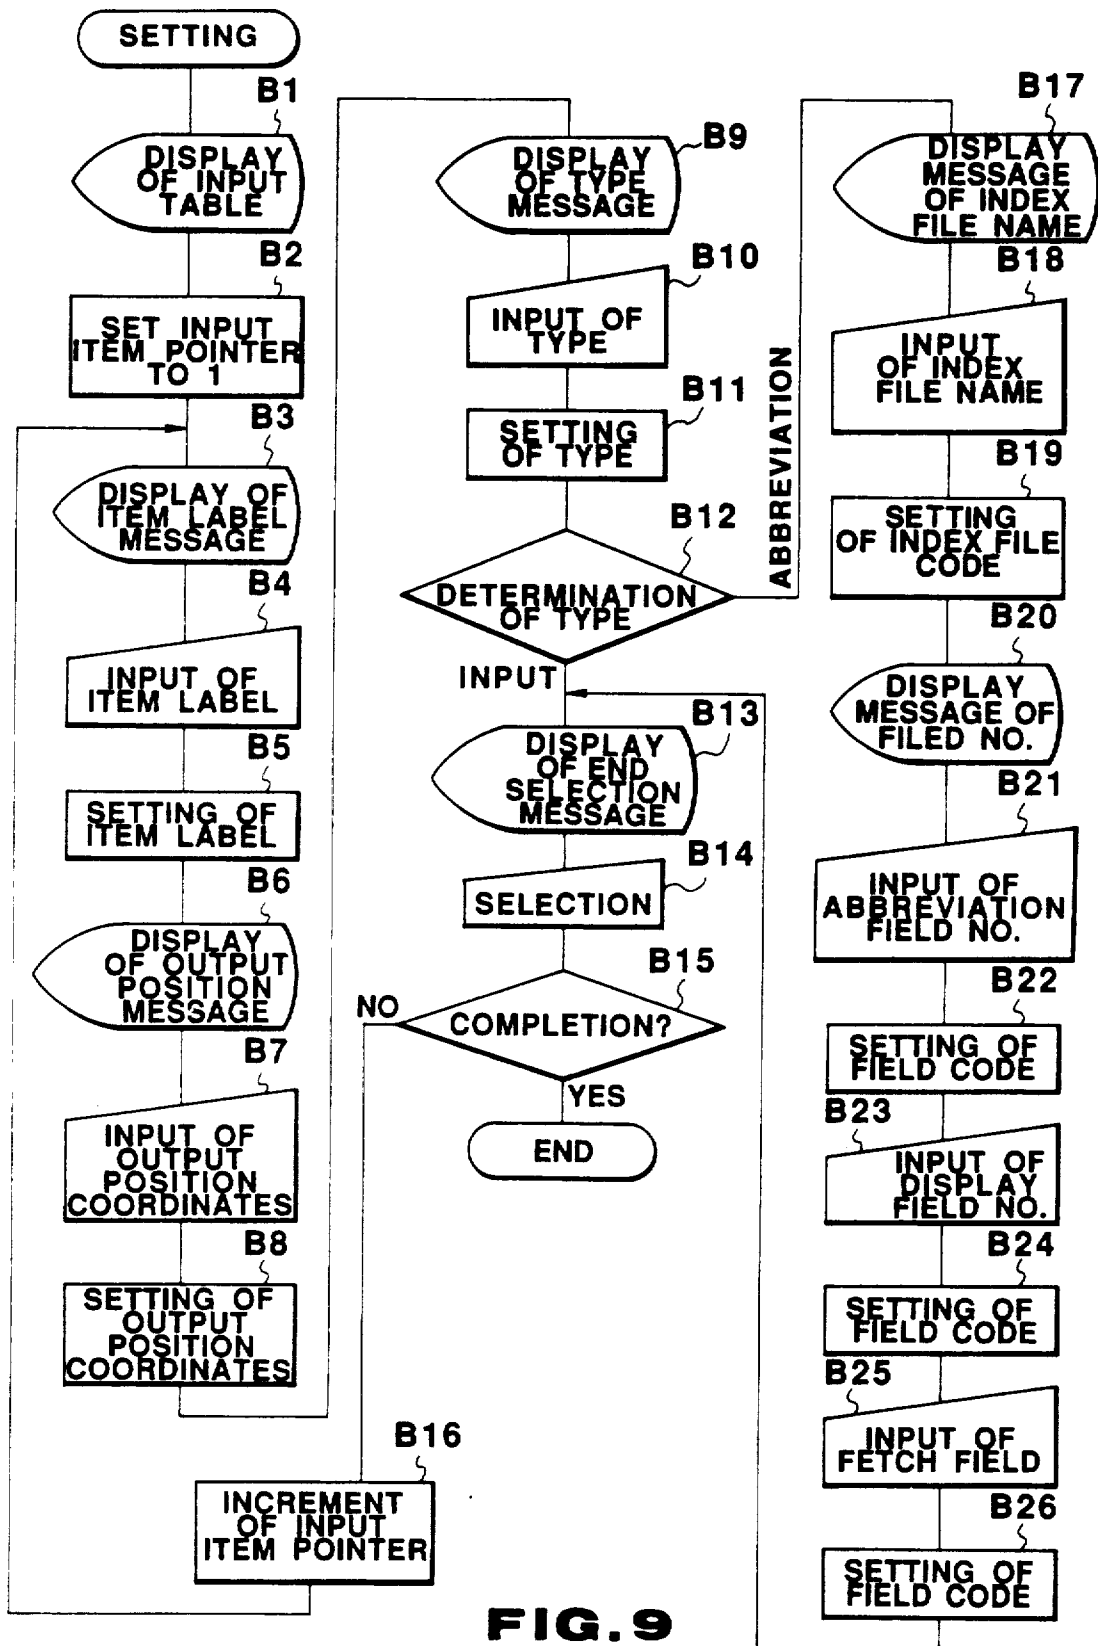 SETTING
B1
DISPLAY
OF INPUT
TABLE
B2
SET INPUT
ITEM POINTER
TO 1
B3
DISPLAY OF
ITEM LABEL
MESSAGE
B4
INPUT OF
ITEM LABEL
B5
SETTING OF
ITEM LABEL
B6
DISPLAY
OF OUTPUT
POSITION
MESSAGE
B7
INPUT OF
OUTPUT
POSITION
COORDINATES
B8
SETTING OF
OUTPUT
POSITION
COORDINATES
B9
DISPLAY
OF TYPE
MESSAGE
B10
INPUT OF
TYPE
B11
SETTING
OF TYPE
B12
DETERMINATION
OF TYPE
ABBREVIATION
INPUT
B13
DISPLAY
OF END
SELECTION
MESSAGE
B14
SELECTION
B15
NO
COMPLETION?
YES
END
B16
INCREMENT
OF INPUT
ITEM POINTER
B17
DISPLAY
MESSAGE
OF INDEX
FILE NAME
B18
INPUT
OF INDEX
FILE NAME
B19
SETTING
OF INDEX FILE
CODE
B20
DISPLAY
MESSAGE OF
FILED NO.
B21
INPUT OF
ABBREVIATION
FIELD NO.
B22
SETTING OF
FIELD CODE
B23
INPUT OF
DISPLAY
FIELD NO.
B24
SETTING OF
FIELD CODE
B25
INPUT OF
FETCH FIELD
B26
SETTING OF
FIELD CODE
FIG.9